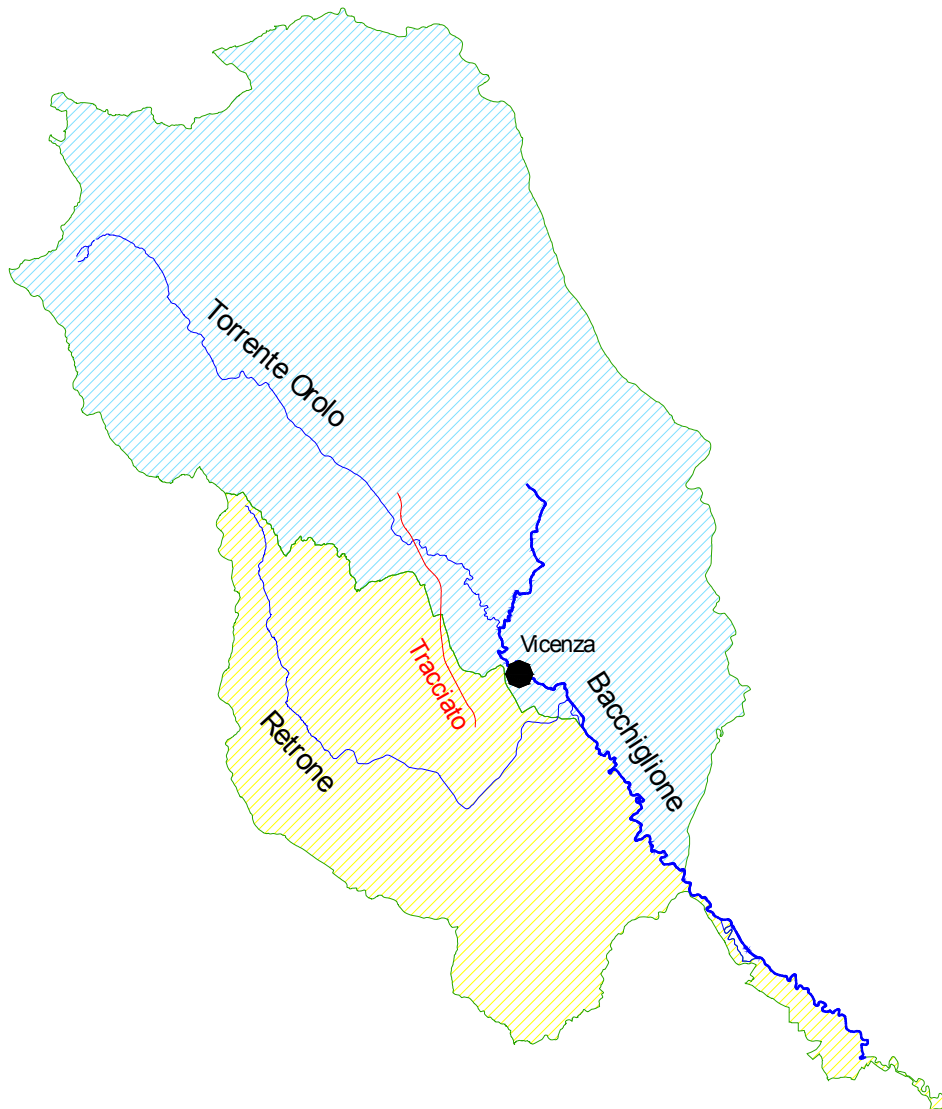 Torrente Orolo
Vicenza
Tracciato
Bacchiglione
Retrone